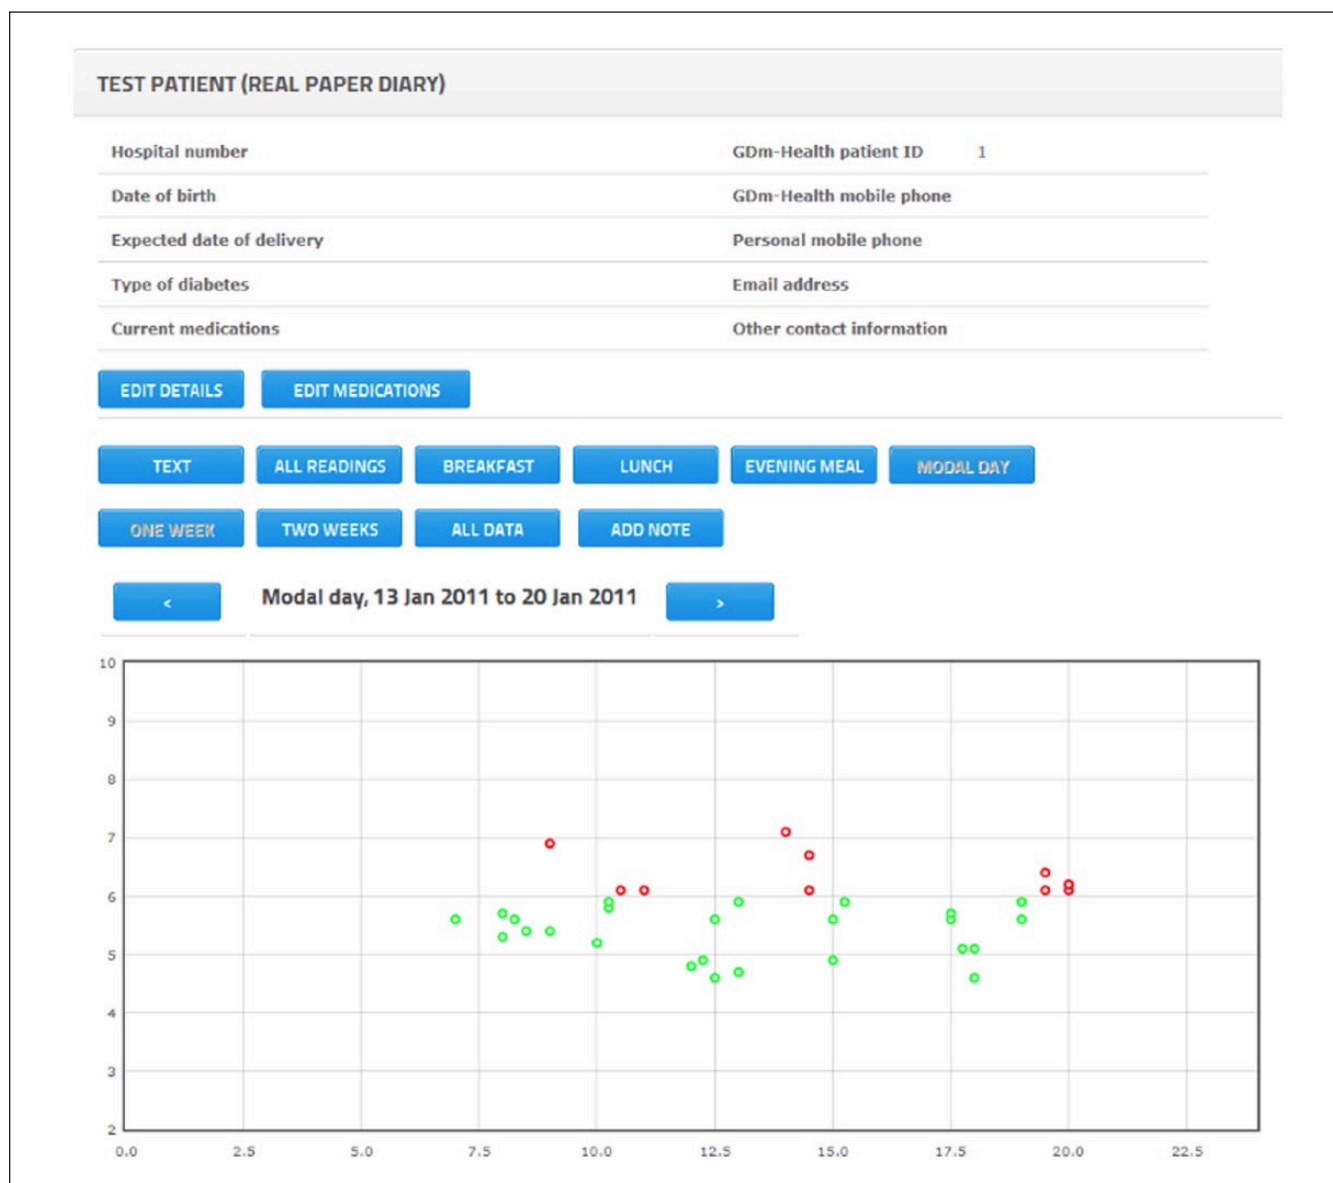 TEST PATIENT (REAL PAPER DIARY)
Hospital number GDm-Health patient ID 1
Date of birth GDm-Health mobile phone
Expected date of delivery Personal mobile phone
Type of diabetes Email address
Current medications Other contact information
EDIT DETAILS EDIT MEDICATIONS
TEXT ALL READINGS BREAKFAST LUNCH EVENING MEAL MODAL DAY
ONE WEEK TWO WEEKS ALL DATA ADD NOTE
< Modal day, 13 Jan 2011 to 20 Jan 2011 >
10
9
8
7
6
5
4
3
2
0.0 2.5 5.0 7.5 10.0 12.5 15.0 17.5 20.0 22.5